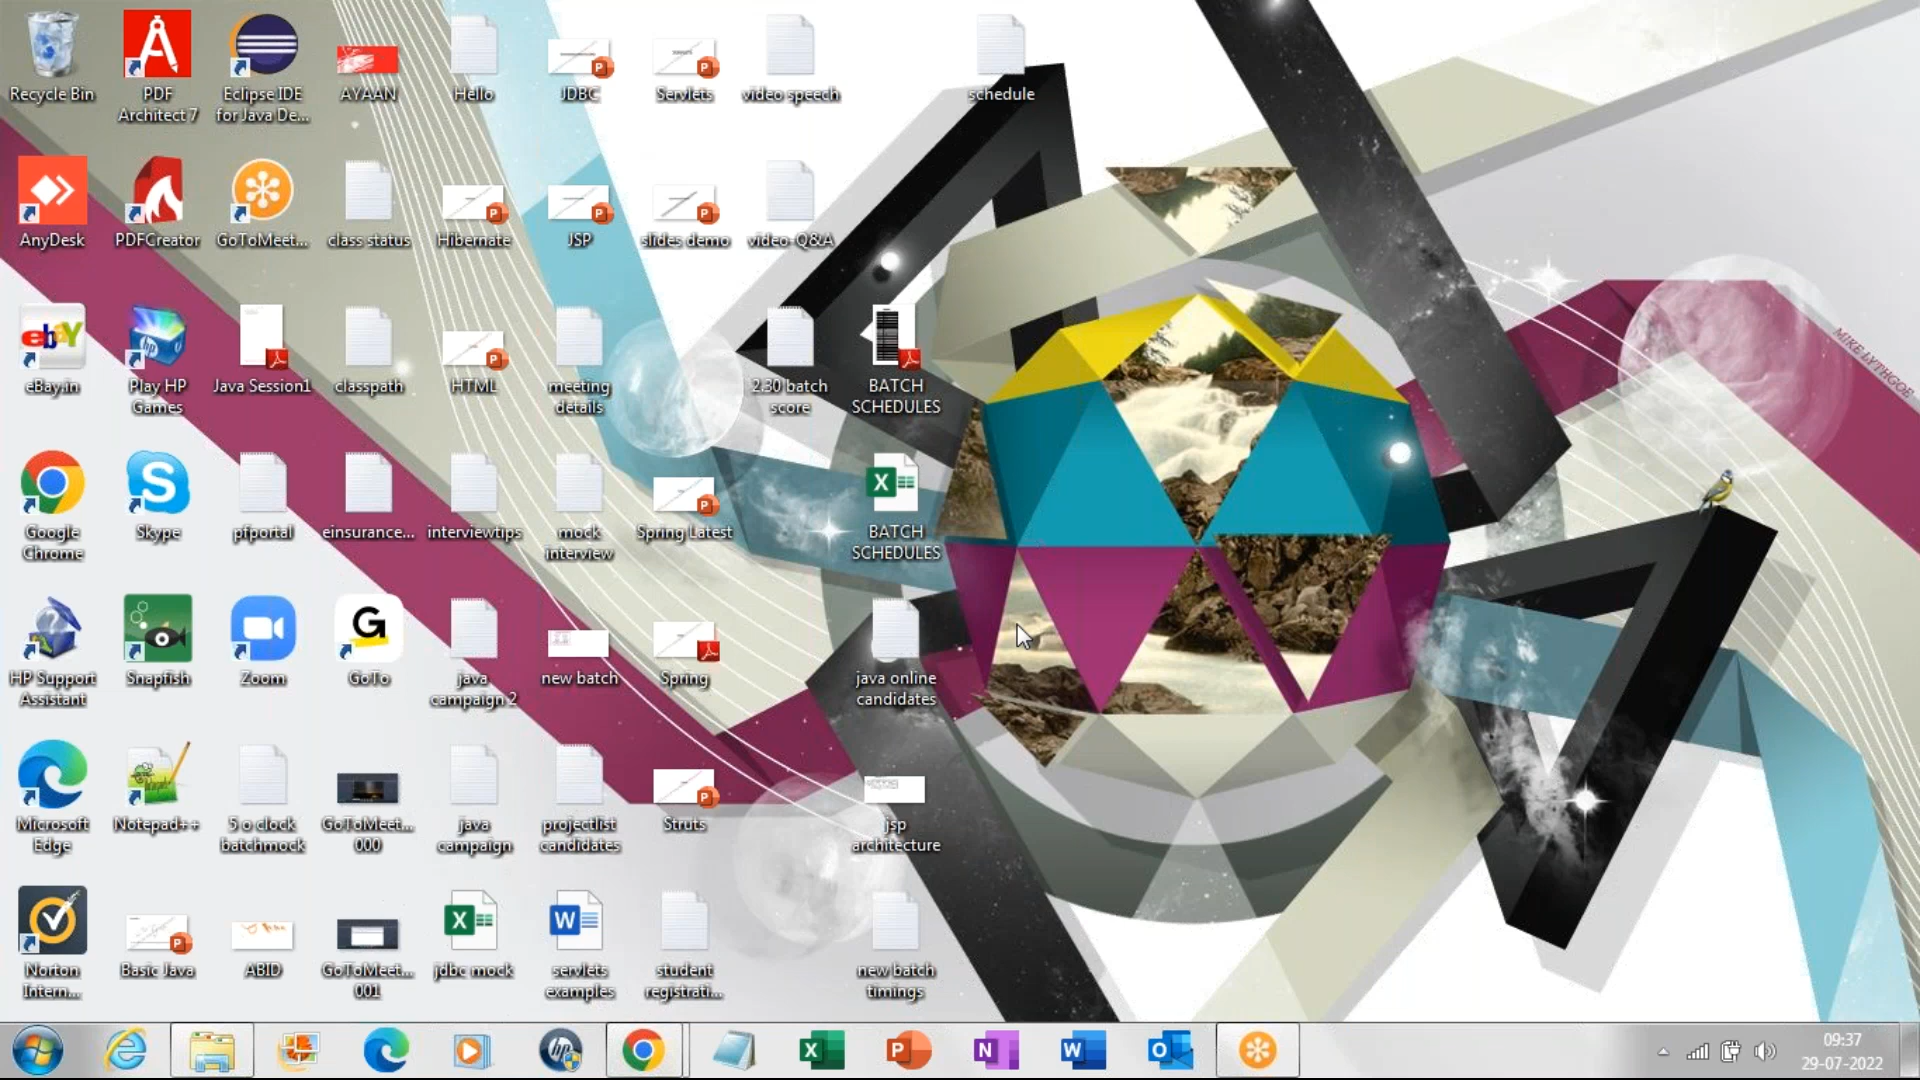 Recycle Bin
PDF
Architect 7
Eclipse IDE
for Java De...
AYAAN
Hello
JDBC
Servlets
video speech
schedule
AnyDesk
PDFCreator
GoToMeet...
class status
Hibernate
JSP
slides demo
video-Q&A
eBay.in
Play HP
Games
Java Session1
classpath
HTML
meeting
details
2.30 batch
score
BATCH
SCHEDULES
MIKE LYTHGOE
Google
Chrome
Skype
pfportal
einsurance...
interviewtips
mock
interview
Spring Latest
BATCH
SCHEDULES
HP Support
Assistant
Snapfish
Zoom
GoTo
java
campaign 2
new batch
Spring
java online
candidates
Microsoft
Edge
Notepad++
5 o clock
batchmock
GoToMeet...
000
java
campaign
projectlist
candidates
Struts
jsp
architecture
Norton
Intern...
Basic Java
ABID
GoToMeet...
001
jdbc mock
servlets
examples
student
registrati...
new batch
timings
09:37
29-07-2022